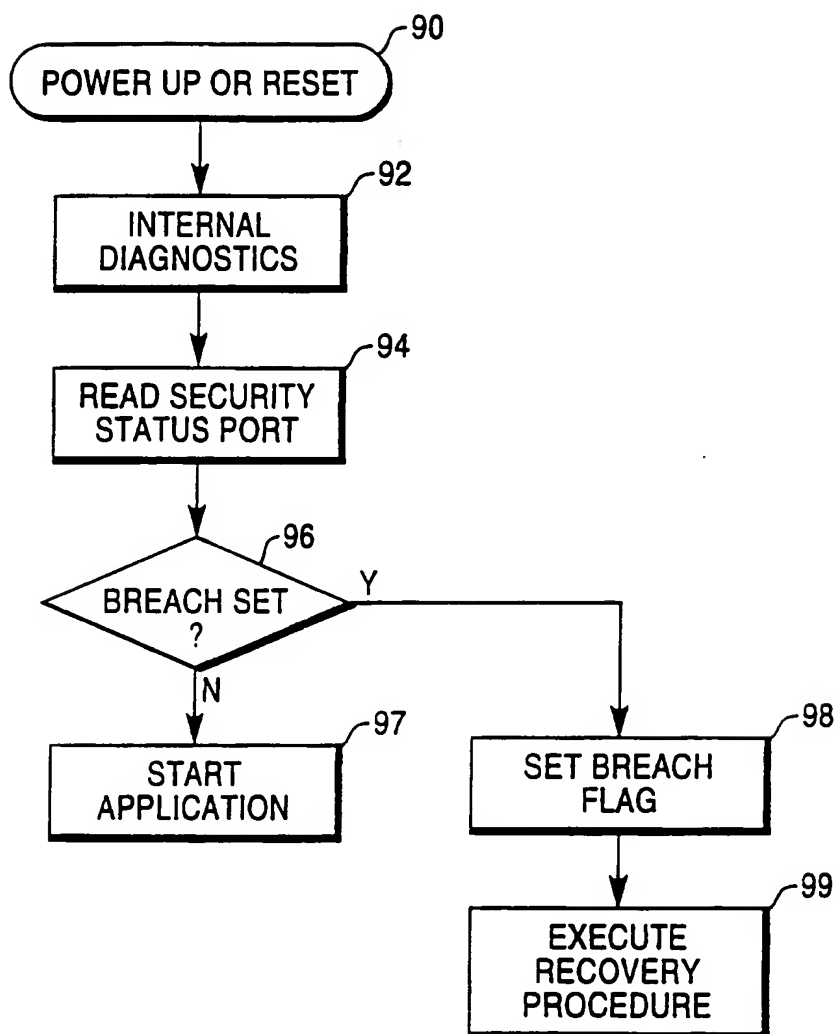 90
POWER UP OR RESET
92
INTERNAL
DIAGNOSTICS
94
READ SECURITY
STATUS PORT
96
BREACH SET
?
Y
N
97
START
APPLICATION
98
SET BREACH
FLAG
99
EXECUTE
RECOVERY
PROCEDURE